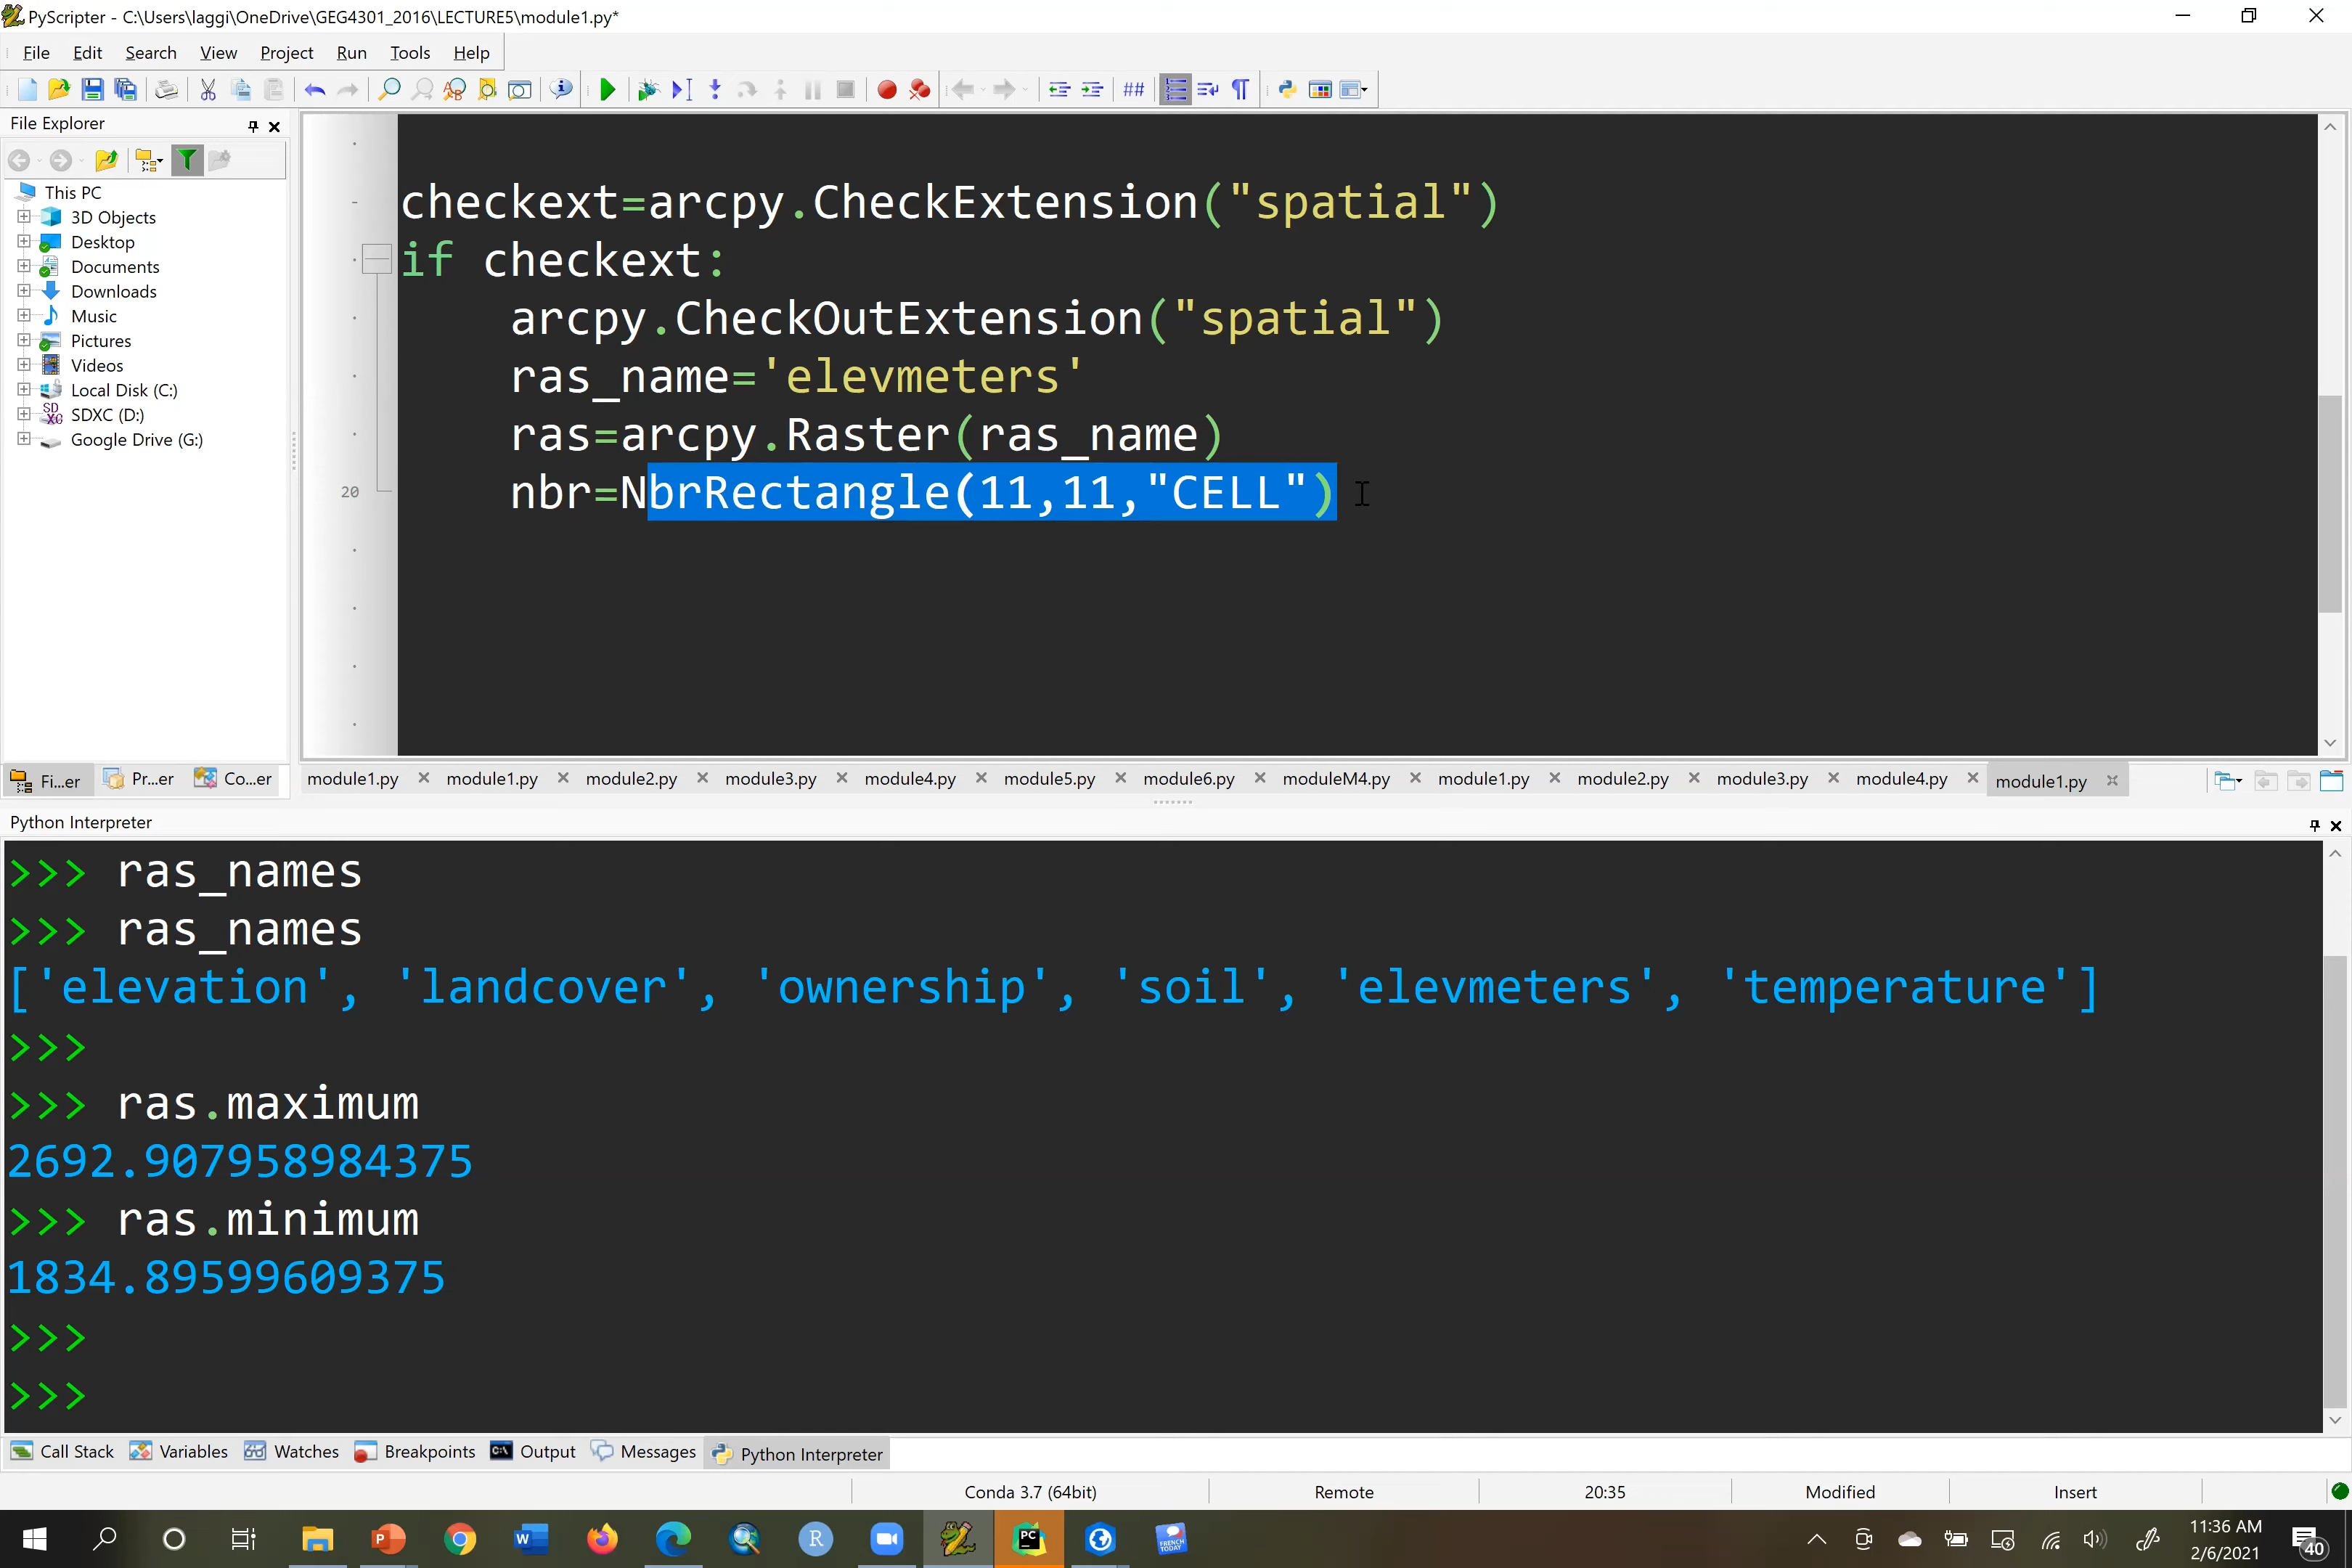 PyScripter - C:\Users\laggi\OneDrive\GEG4301_2016\LECTURE5\module1.py*
File Edit Search View Project Run Tools Help
File Explorer
This PC
3D Objects
Desktop
Documents
Downloads
Music
Pictures
Videos
Local Disk (C:)
SDXC (D:)
Google Drive (G:)
Fi...er Pr...er Co...er
checkext=arcpy.CheckExtension("spatial")
if checkext:
arcpy.CheckOutExtension("spatial")
ras_name='elevmeters'
ras=arcpy.Raster(ras_name)
20 nbr=NbrRectangle(11,11,"CELL")
module1.py module1.py module2.py module3.py module4.py module5.py module6.py moduleM4.py module1.py module2.py module3.py module4.py module1.py
Python Interpreter
>>> ras_names
>>> ras_names
['elevation', 'landcover', 'ownership', 'soil', 'elevmeters', 'temperature']
>>>
>>> ras.maximum
2692.907958984375
>>> ras.minimum
1834.89599609375
>>>
>>>
Call Stack Variables Watches Breakpoints Output Messages Python Interpreter
Conda 3.7 (64bit) Remote 20:35 Modified Insert
11:36 AM
2/6/2021
40